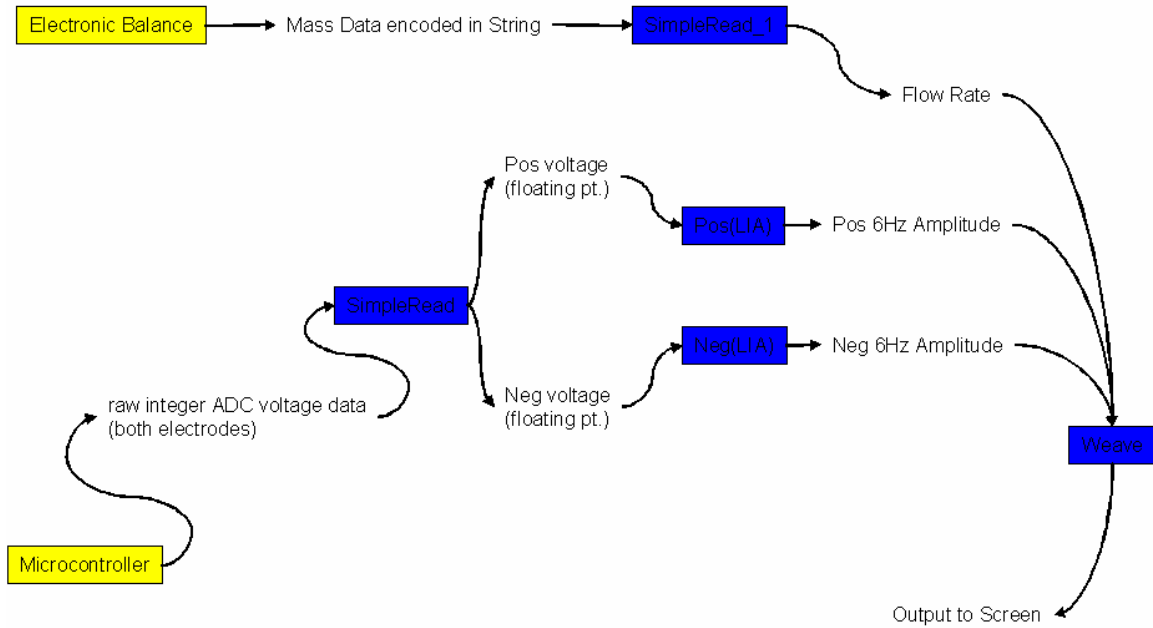 Electronic Balance
Mass Data encoded in String
SimpleRead_1
Flow Rate
Pos voltage
(floating pt.)
Pos(LIA)
Pos 6Hz Amplitude
SimpleRead
Neg(LIA)
Neg 6Hz Amplitude
Neg voltage
(floating pt.)
raw integer ADC voltage data
(both electrodes)
Weave
Microcontroller
Output to Screen